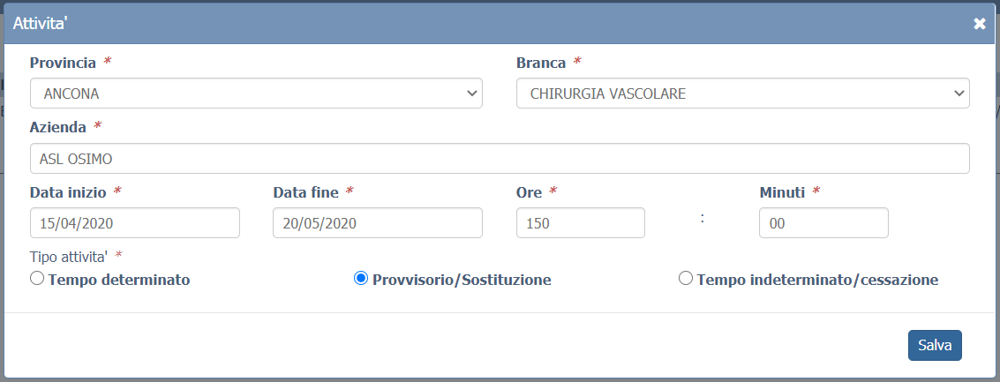 Attivita'
Provincia *
Branca *
ANCONA
CHIRURGIA VASCOLARE
Azienda *
ASL OSIMO
Data inizio *
Data fine *
Ore *
Minuti *
15/04/2020
20/05/2020
150
:
00
Tipo attivita' *
Tempo determinato
Provvisorio/Sostituzione
Tempo indeterminato/cessazione
Salva